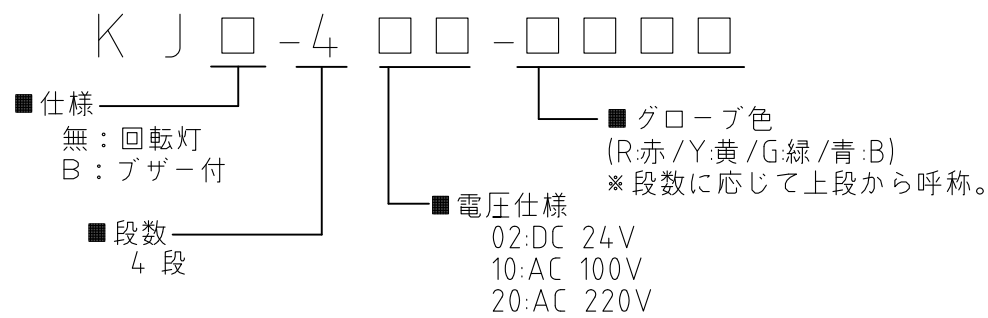 KJ□-4□□-□□□□
■仕様
無：回転灯
B：ブザー付
■段数
4 段
■電圧仕様
02:DC 24V
10:AC 100V
20:AC 220V
■グローブ色
(R:赤/Y:黄/G:緑/青:B)
※段数に応じて上段から呼称。